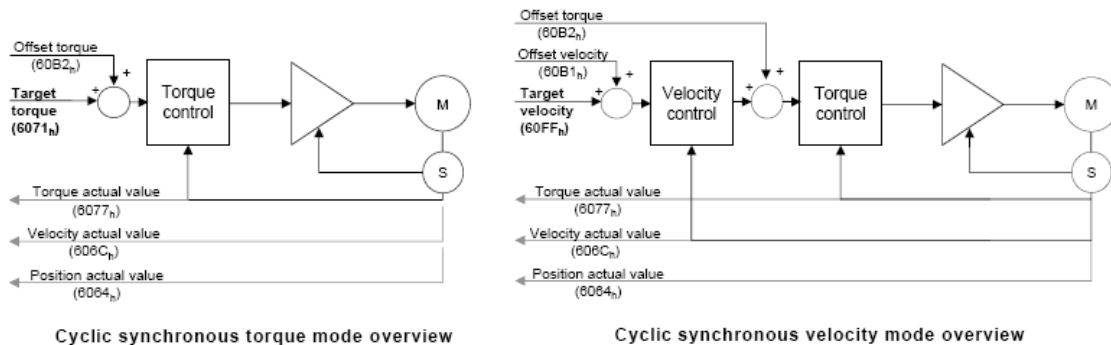 Offset torque
(60B2h)
Target
torque
(6071h)
Torque
control
M
S
Torque actual value
(6077h)
Velocity actual value
(606Ch)
Position actual value
(6064h)
Cyclic synchronous torque mode overview
Offset torque
(60B2h)
Offset velocity
(60B1h)
Target
velocity
(60FFh)
Velocity
control
Torque
control
M
S
Torque actual value
(6077h)
Velocity actual value
(606Ch)
Position actual value
(6064h)
Cyclic synchronous velocity mode overview